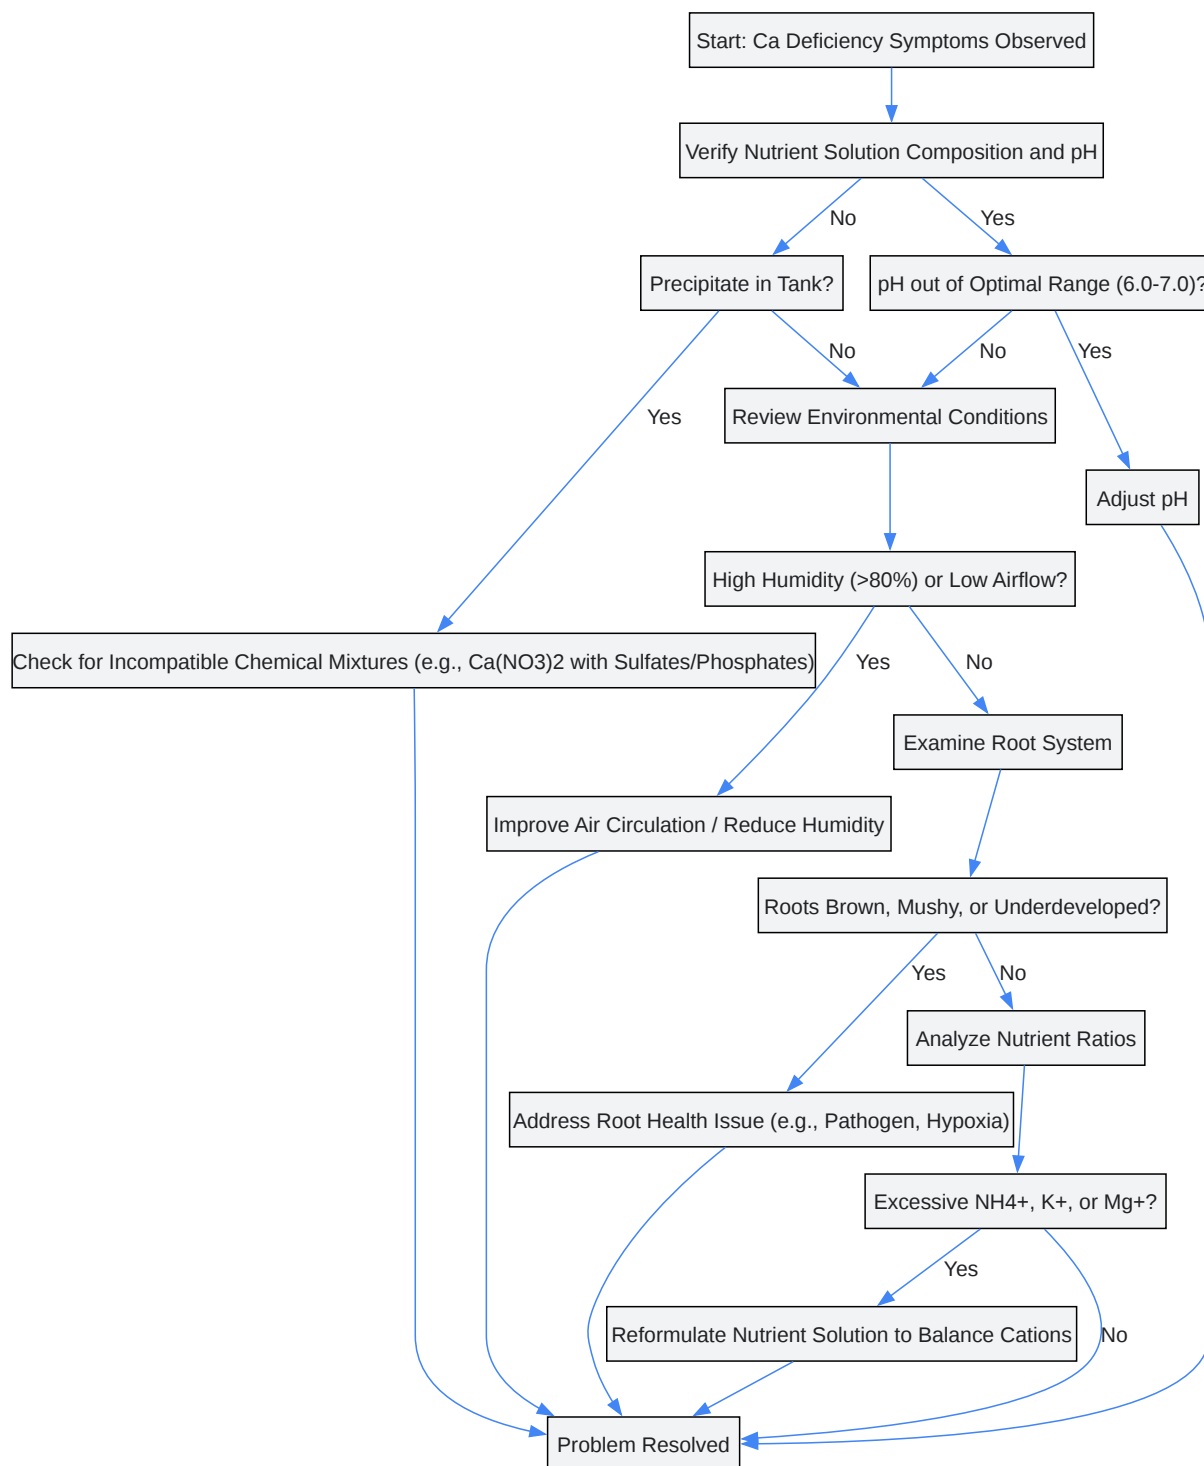 Start: Ca Deficiency Symptoms Observed
Verify Nutrient Solution Composition and pH
No
Yes
Precipitate in Tank?
pH out of Optimal Range (6.0-7.0)?
No
No
Yes
Review Environmental Conditions
Yes
Adjust pH
High Humidity (>80%) or Low Airflow?
Check for Incompatible Chemical Mixtures (e.g., Ca(NO3)2 with Sulfates/Phosphates)
Yes
No
Examine Root System
Improve Air Circulation / Reduce Humidity
Roots Brown, Mushy, or Underdeveloped?
Yes
No
Analyze Nutrient Ratios
Address Root Health Issue (e.g., Pathogen, Hypoxia)
Excessive NH4+, K+, or Mg+?
Yes
Reformulate Nutrient Solution to Balance Cations
No
Problem Resolved